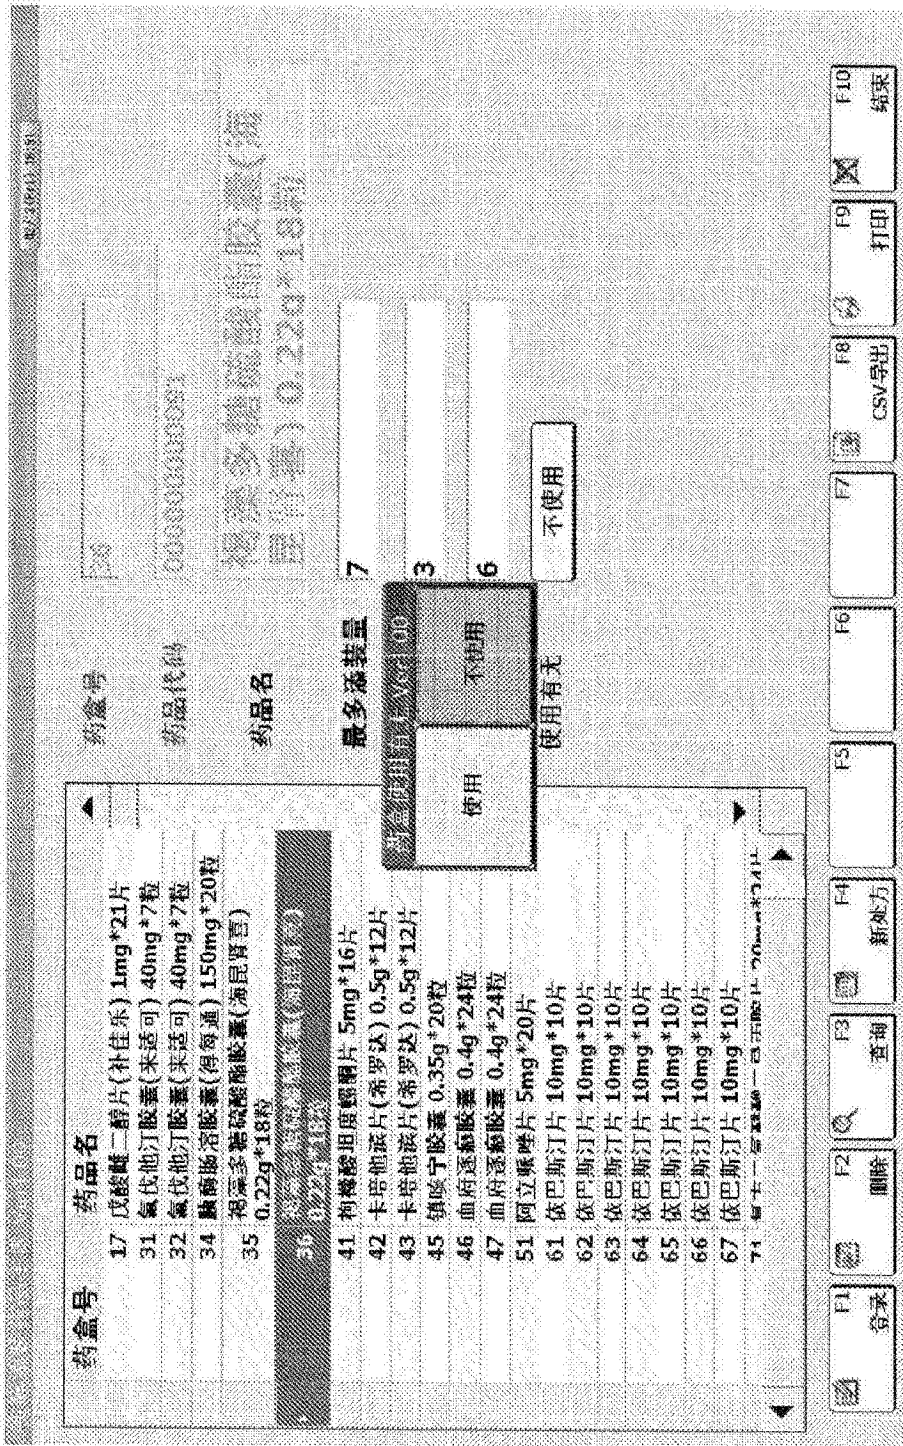 药盒号 药品名
17 戊酸雌二醇片(补佳乐) 1mg*21片
31 氟伐他汀胶囊(来适可) 40mg*7粒
32 氟伐他汀胶囊(来适可) 40mg*7粒
34 胰酶肠溶胶囊(得每通) 150mg*20粒
35 褐藻多糖硫酸酯胶囊(海昆肾喜)
0.22g*18粒
36 褐藻多糖硫酸酯胶囊(海昆肾喜)
0.22g*18粒
41 枸橼酸坦度螺酮片 5mg*16片
42 卡培他滨片(希罗达) 0.5g*12片
43 卡培他滨片(希罗达) 0.5g*12片
45 镇咳宁胶囊 0.35g*20粒
46 血府逐瘀胶囊 0.4g*24粒
47 血府逐瘀胶囊 0.4g*24粒
51 阿立哌唑片 5mg*20片
61 依巴斯汀片 10mg*10片
62 依巴斯汀片 10mg*10片
63 依巴斯汀片 10mg*10片
64 依巴斯汀片 10mg*10片
65 依巴斯汀片 10mg*10片
66 依巴斯汀片 10mg*10片
67 依巴斯汀片 10mg*10片
71
药盒号 36
药品代码
药品名 褐藻多糖硫酸酯胶囊(海
昆肾喜) 0.22g*18粒
最多添装量 7
3
6
使用 不使用
使用有无 不使用
F1 登录
F2 删除
F3 查询
F4 新处方
F5
F6
F7
F8 CSV导出
F9 打印
F10 结束